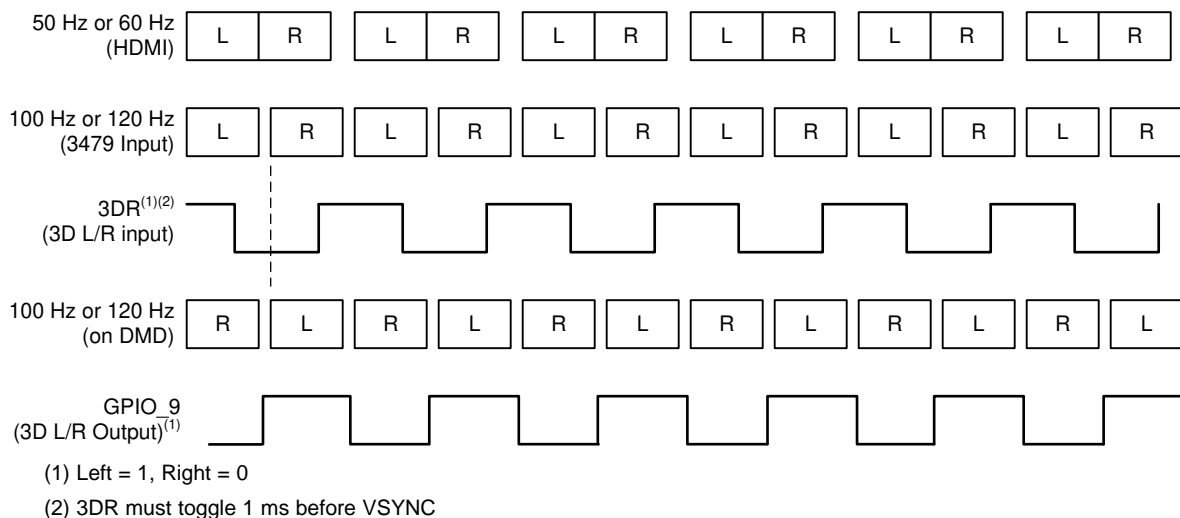 50 Hz or 60 Hz
(HDMI)
L R L R L R L R L R L R
100 Hz or 120 Hz
(3479 Input)
L R L R L R L R L R L R
3DR(1)(2)
(3D L/R input)
100 Hz or 120 Hz
(on DMD)
R L R L R L R L R L R L
GPIO_9
(3D L/R Output)(1)
(1) Left = 1, Right = 0
(2) 3DR must toggle 1 ms before VSYNC